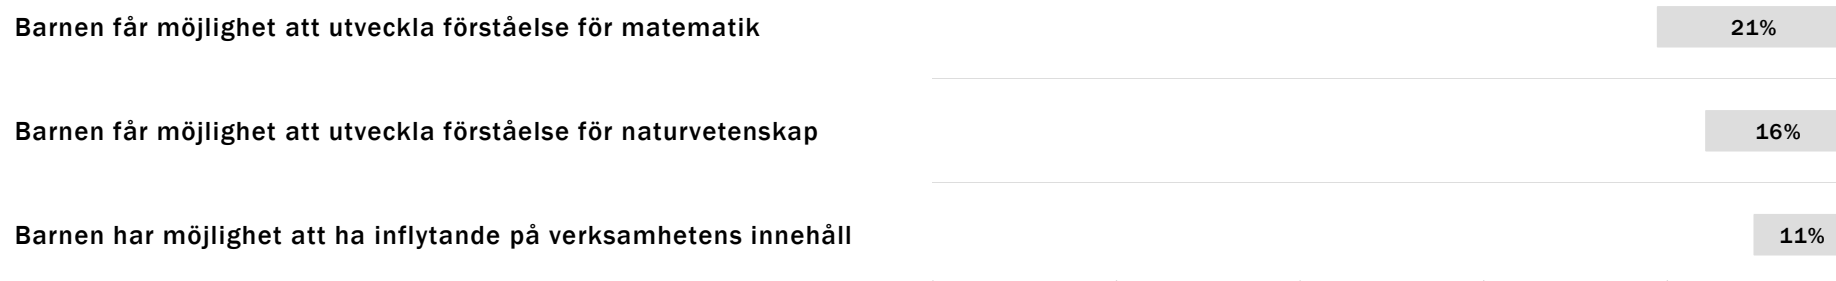 Barnen får möjlighet att utveckla förståelse för matematik 21%
Barnen får möjlighet att utveckla förståelse för naturvetenskap 16%
Barnen har möjlighet att ha inflytande på verksamhetens innehåll 11%